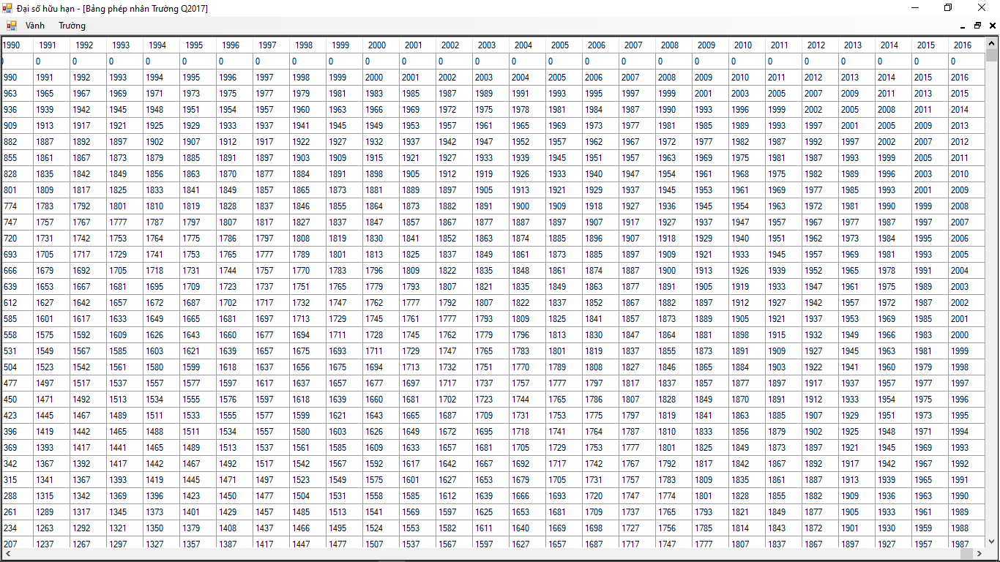 Đại số hữu hạn - [Bảng phép nhân Trường Q2017]
Vành Trường
1990 1991 1992 1993 1994 1995 1996 1997 1998 1999 2000 2001 2002 2003 2004 2005 2006 2007 2008 2009 2010 2011 2012 2013 2014 2015 2016
0 0 0 0 0 0 0 0 0 0 0 0 0 0 0 0 0 0 0 0 0 0 0 0 0 0
990 1991 1992 1993 1994 1995 1996 1997 1998 1999 2000 2001 2002 2003 2004 2005 2006 2007 2008 2009 2010 2011 2012 2013 2014 2015 2016
963 1965 1967 1969 1971 1973 1975 1977 1979 1981 1983 1985 1987 1989 1991 1993 1995 1997 1999 2001 2003 2005 2007 2009 2011 2013 2015
936 1939 1942 1945 1948 1951 1954 1957 1960 1963 1966 1969 1972 1975 1978 1981 1984 1987 1990 1993 1996 1999 2002 2005 2008 2011 2014
909 1913 1917 1921 1925 1929 1933 1937 1941 1945 1949 1953 1957 1961 1965 1969 1973 1977 1981 1985 1989 1993 1997 2001 2005 2009 2013
882 1887 1892 1897 1902 1907 1912 1917 1922 1927 1932 1937 1942 1947 1952 1957 1962 1967 1972 1977 1982 1987 1992 1997 2002 2007 2012
855 1861 1867 1873 1879 1885 1891 1897 1903 1909 1915 1921 1927 1933 1939 1945 1951 1957 1963 1969 1975 1981 1987 1993 1999 2005 2011
828 1835 1842 1849 1856 1863 1870 1877 1884 1891 1898 1905 1912 1919 1926 1933 1940 1947 1954 1961 1968 1975 1982 1989 1996 2003 2010
801 1809 1817 1825 1833 1841 1849 1857 1865 1873 1881 1889 1897 1905 1913 1921 1929 1937 1945 1953 1961 1969 1977 1985 1993 2001 2009
774 1783 1792 1801 1810 1819 1828 1837 1846 1855 1864 1873 1882 1891 1900 1909 1918 1927 1936 1945 1954 1963 1972 1981 1990 1999 2008
747 1757 1767 1777 1787 1797 1807 1817 1827 1837 1847 1857 1867 1877 1887 1897 1907 1917 1927 1937 1947 1957 1967 1977 1987 1997 2007
720 1731 1742 1753 1764 1775 1786 1797 1808 1819 1830 1841 1852 1863 1874 1885 1896 1907 1918 1929 1940 1951 1962 1973 1984 1995 2006
693 1705 1717 1729 1741 1753 1765 1777 1789 1801 1813 1825 1837 1849 1861 1873 1885 1897 1909 1921 1933 1945 1957 1969 1981 1993 2005
666 1679 1692 1705 1718 1731 1744 1757 1770 1783 1796 1809 1822 1835 1848 1861 1874 1887 1900 1913 1926 1939 1952 1965 1978 1991 2004
639 1653 1667 1681 1695 1709 1723 1737 1751 1765 1779 1793 1807 1821 1835 1849 1863 1877 1891 1905 1919 1933 1947 1961 1975 1989 2003
612 1627 1642 1657 1672 1687 1702 1717 1732 1747 1762 1777 1792 1807 1822 1837 1852 1867 1882 1897 1912 1927 1942 1957 1972 1987 2002
585 1601 1617 1633 1649 1665 1681 1697 1713 1729 1745 1761 1777 1793 1809 1825 1841 1857 1873 1889 1905 1921 1937 1953 1969 1985 2001
558 1575 1592 1609 1626 1643 1660 1677 1694 1711 1728 1745 1762 1779 1796 1813 1830 1847 1864 1881 1898 1915 1932 1949 1966 1983 2000
531 1549 1567 1585 1603 1621 1639 1657 1675 1693 1711 1729 1747 1765 1783 1801 1819 1837 1855 1873 1891 1909 1927 1945 1963 1981 1999
504 1523 1542 1561 1580 1599 1618 1637 1656 1675 1694 1713 1732 1751 1770 1789 1808 1827 1846 1865 1884 1903 1922 1941 1960 1979 1998
477 1497 1517 1537 1557 1577 1597 1617 1637 1657 1677 1697 1717 1737 1757 1777 1797 1817 1837 1857 1877 1897 1917 1937 1957 1977 1997
450 1471 1492 1513 1534 1555 1576 1597 1618 1639 1660 1681 1702 1723 1744 1765 1786 1807 1828 1849 1870 1891 1912 1933 1954 1975 1996
423 1445 1467 1489 1511 1533 1555 1577 1599 1621 1643 1665 1687 1709 1731 1753 1775 1797 1819 1841 1863 1885 1907 1929 1951 1973 1995
396 1419 1442 1465 1488 1511 1534 1557 1580 1603 1626 1649 1672 1695 1718 1741 1764 1787 1810 1833 1856 1879 1902 1925 1948 1971 1994
369 1393 1417 1441 1465 1489 1513 1537 1561 1585 1609 1633 1657 1681 1705 1729 1753 1777 1801 1825 1849 1873 1897 1921 1945 1969 1993
342 1367 1392 1417 1442 1467 1492 1517 1542 1567 1592 1617 1642 1667 1692 1717 1742 1767 1792 1817 1842 1867 1892 1917 1942 1967 1992
315 1341 1367 1393 1419 1445 1471 1497 1523 1549 1575 1601 1627 1653 1679 1705 1731 1757 1783 1809 1835 1861 1887 1913 1939 1965 1991
288 1315 1342 1369 1396 1423 1450 1477 1504 1531 1558 1585 1612 1639 1666 1693 1720 1747 1774 1801 1828 1855 1882 1909 1936 1963 1990
261 1289 1317 1345 1373 1401 1429 1457 1485 1513 1541 1569 1597 1625 1653 1681 1709 1737 1765 1793 1821 1849 1877 1905 1933 1961 1989
234 1263 1292 1321 1350 1379 1408 1437 1466 1495 1524 1553 1582 1611 1640 1669 1698 1727 1756 1785 1814 1843 1872 1901 1930 1959 1988
207 1237 1267 1297 1327 1357 1387 1417 1447 1477 1507 1537 1567 1597 1627 1657 1687 1717 1747 1777 1807 1837 1867 1897 1927 1957 1987